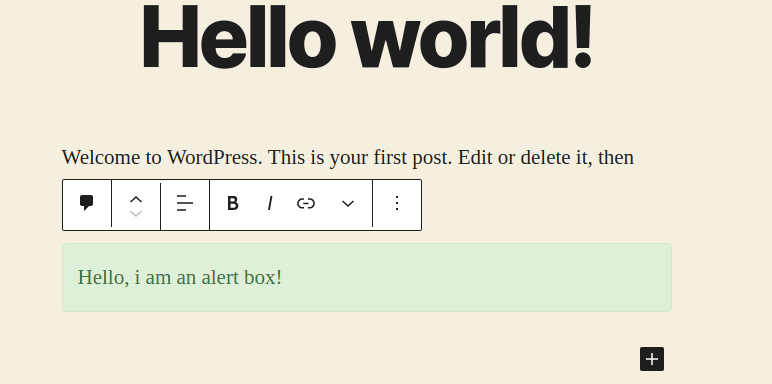 Hello world!
Welcome to WordPress. This is your first post. Edit or delete it, then
B I
Hello, i am an alert box!